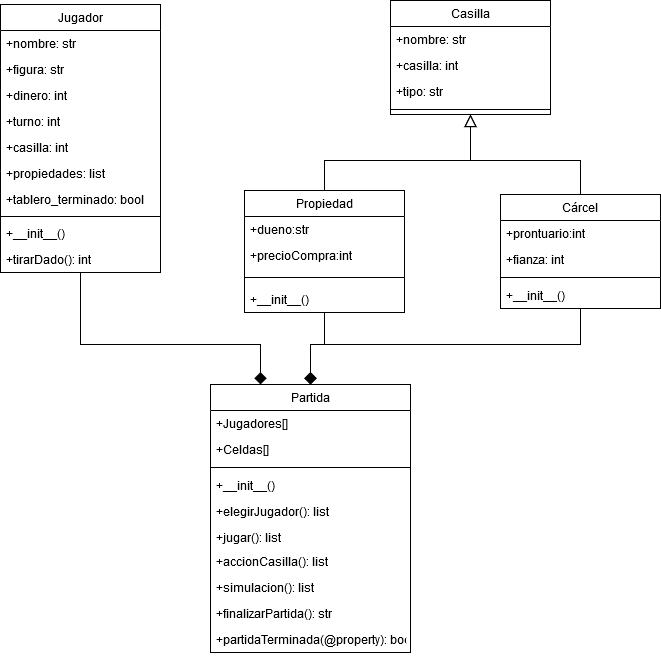 Jugador
+nombre: str
+figura: str
+dinero: int
+turno: int
+casilla: int
+propiedades: list
+tablero_terminado: bool
+__init__()
+tirarDado(): int
Casilla
+nombre: str
+casilla: int
+tipo: str
Propiedad
+dueno:str
+precioCompra:int
+__init__()
Cárcel
+prontuario:int
+fianza: int
+__init__()
Partida
+Jugadores[]
+Celdas[]
+__init__()
+elegirJugador(): list
+jugar(): list
+accionCasilla(): list
+simulacion(): list
+finalizarPartida(): str
+partidaTerminada(@property):